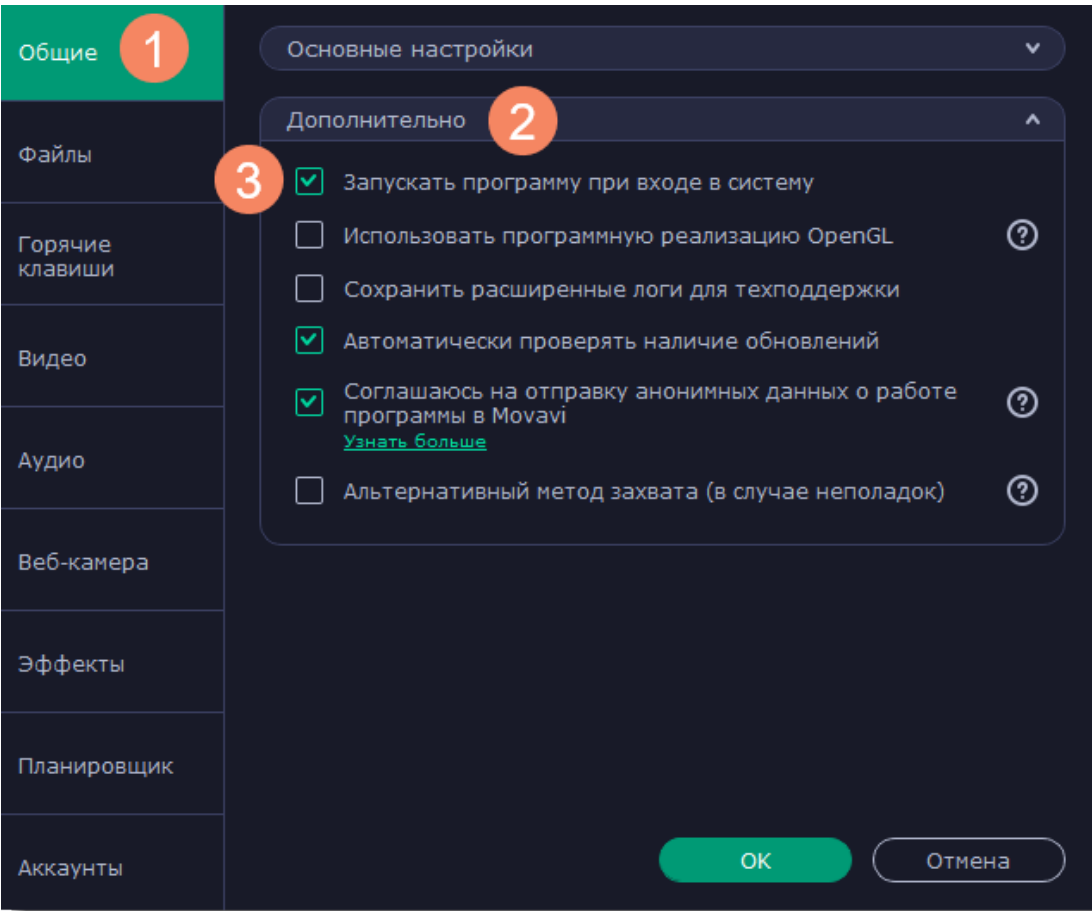 Общие
1
Файлы
Горячие
клавиши
Видео
Аудио
Веб-камера
Эффекты
Планировщик
Аккаунты
Основные настройки
Дополнительно
2
3
Запускать программу при входе в систему
Использовать программную реализацию OpenGL
?
Сохранить расширенные логи для техподдержки
Автоматически проверять наличие обновлений
Соглашаюсь на отправку анонимных данных о работе
программы в Movavi
?
Узнать больше
Альтернативный метод захвата (в случае неполадок)
?
OK
Отмена